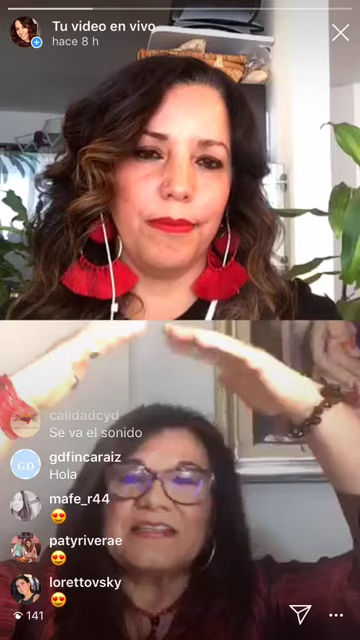 Tu video en vivo
hace 8 h
calidadcyd
Se va el sonido
GD
gdfincaraiz
Hola
mafe_r44
😍
patyriverae
😍
lorettovsky
😍
141